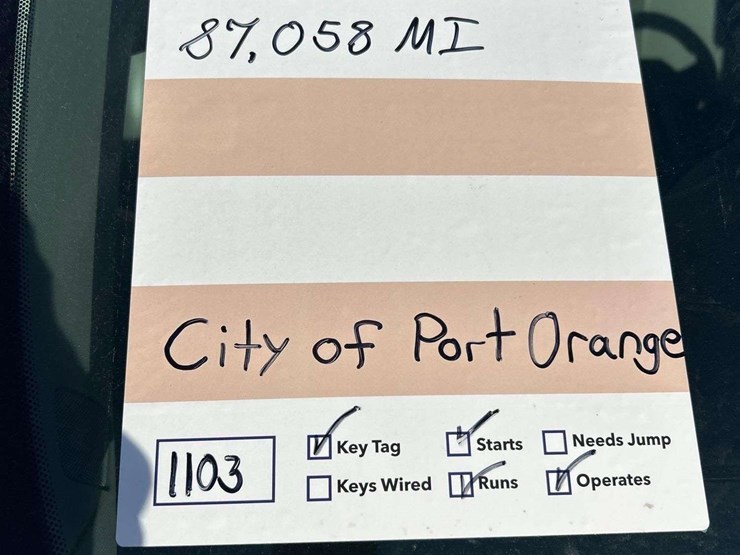 87,058 MI
City of Port Orange
1103
Key Tag
Starts
Needs Jump
Keys Wired
Runs
Operates